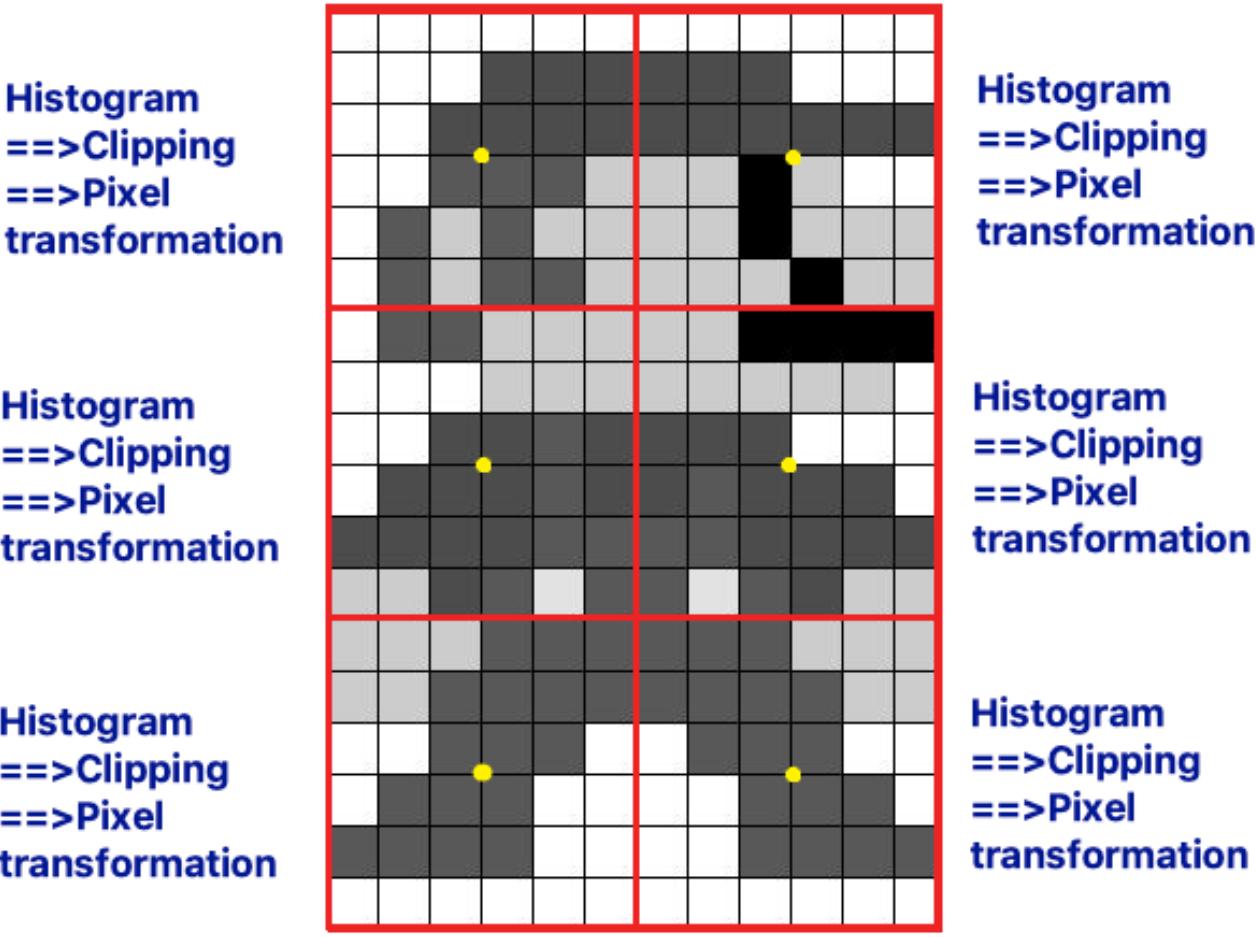 Histogram
==>Clipping
==>Pixel
transformation
Histogram
==>Clipping
==>Pixel
transformation
Histogram
==>Clipping
==>Pixel
transformation
Histogram
==>Clipping
==>Pixel
transformation
Histogram
==>Clipping
==>Pixel
transformation
Histogram
==>Clipping
==>Pixel
transformation